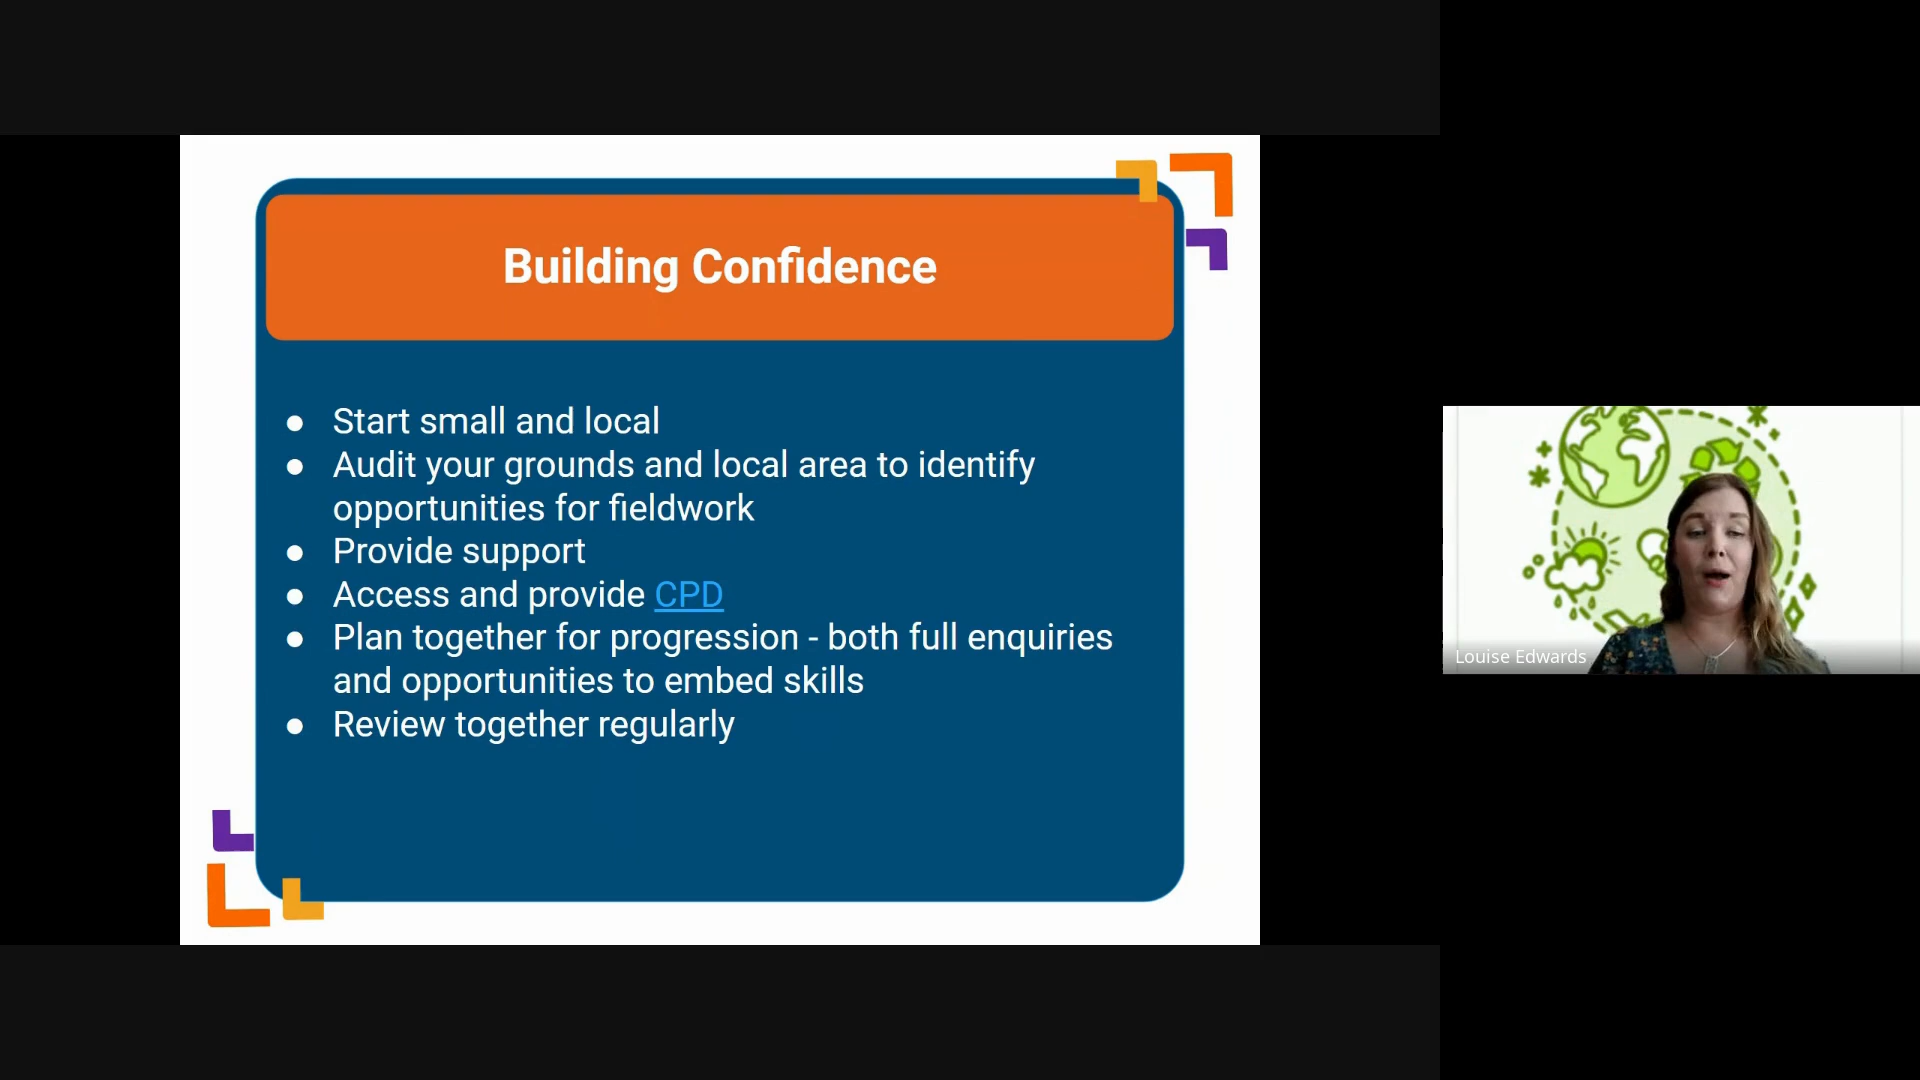 Building Confidence
● Start small and local
● Audit your grounds and local area to identify
opportunities for fieldwork
● Provide support
● Access and provide CPD
● Plan together for progression - both full enquiries
and opportunities to embed skills
● Review together regularly
Louise Edwards